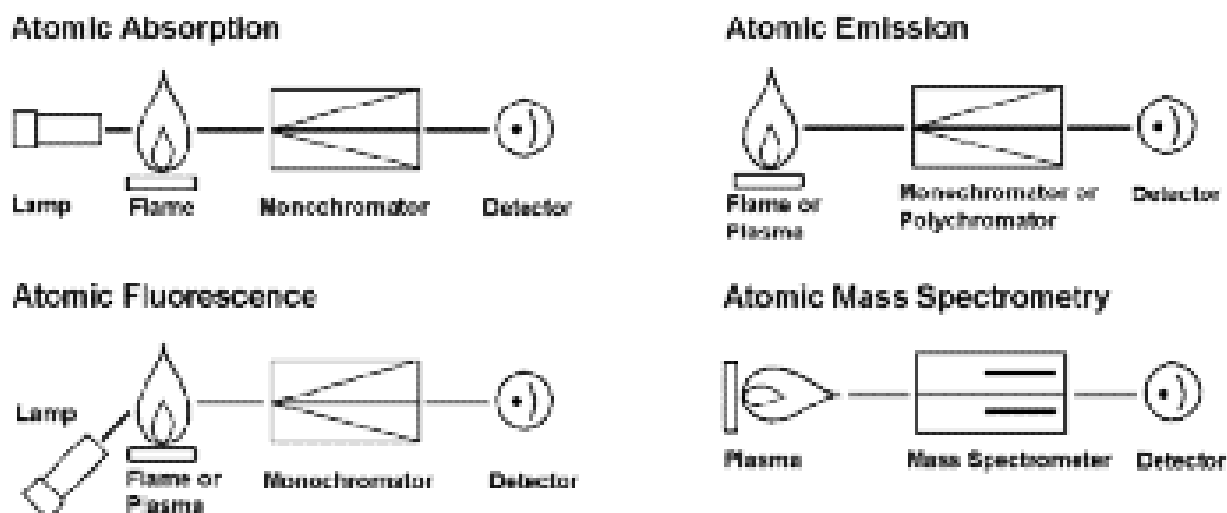 Atomic Absorption
Lamp
Flame
Monochromator
Detector
Atomic Emission
Flame or
Plasma
Monochromator or
Polychromator
Detector
Atomic Fluorescence
Lamp
Flame or
Plasma
Monochromator
Detector
Atomic Mass Spectrometry
Plasma
Mass Spectrometer
Detector